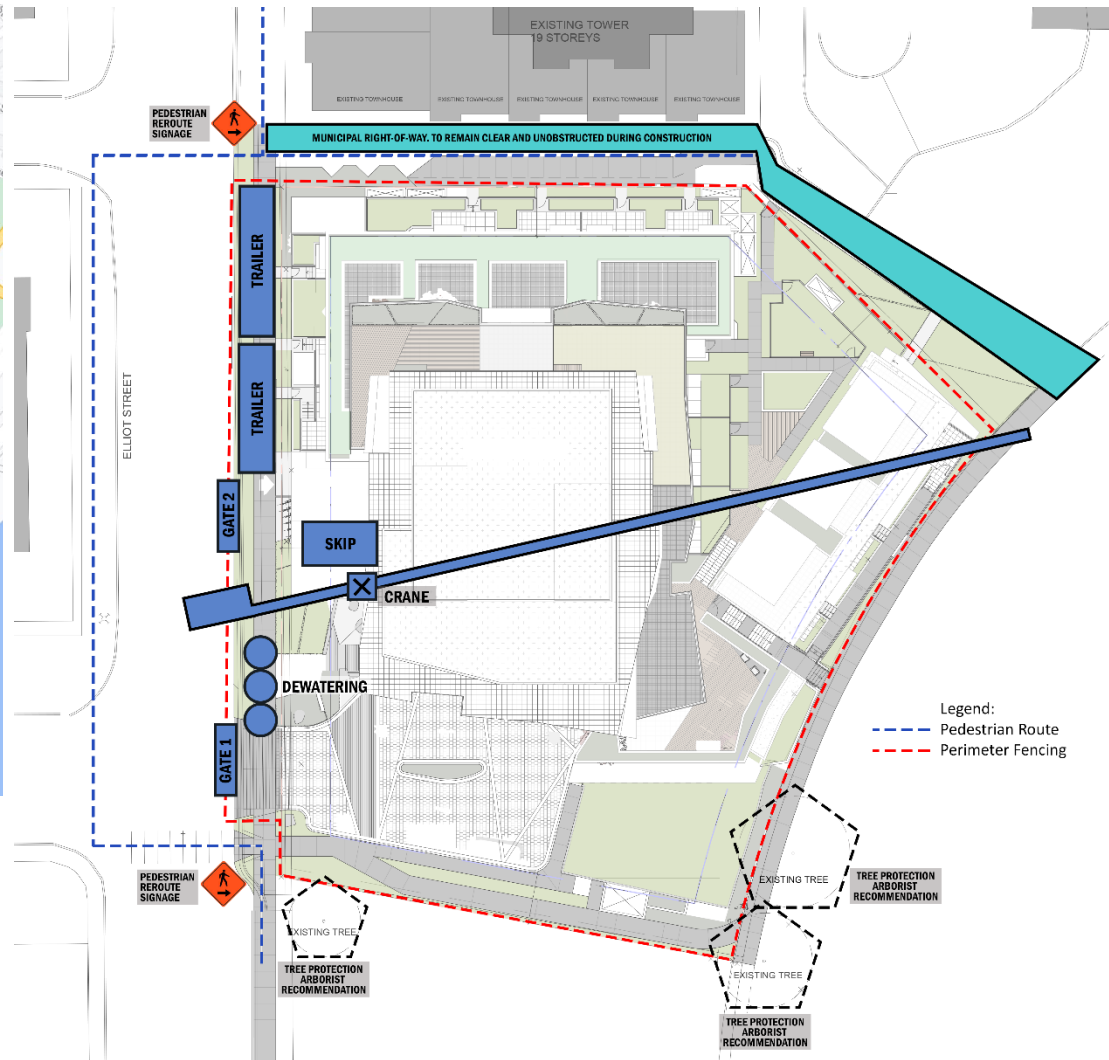 EXISTING TOWER
19 STOREYS
EXISTING TOWNHOUSE
EXISTING TOWNHOUSE
EXISTING TOWNHOUSE
EXISTING TOWNHOUSE
EXISTING TOWNHOUSE
PEDESTRIAN
REROUTE
SIGNAGE
MUNICIPAL RIGHT-OF-WAY. TO REMAIN CLEAR AND UNOBSTRUCTED DURING CONSTRUCTION
TRAILER
TRAILER
ELLIOT STREET
GATE 2
SKIP
CRANE
DEWATERING
GATE 1
Legend:
Pedestrian Route
Perimeter Fencing
PEDESTRIAN
REROUTE
SIGNAGE
EXISTING TREE
TREE PROTECTION
ARBORIST
RECOMMENDATION
EXISTING TREE
TREE PROTECTION
ARBORIST
RECOMMENDATION
EXISTING TREE
TREE PROTECTION
ARBORIST
RECOMMENDATION